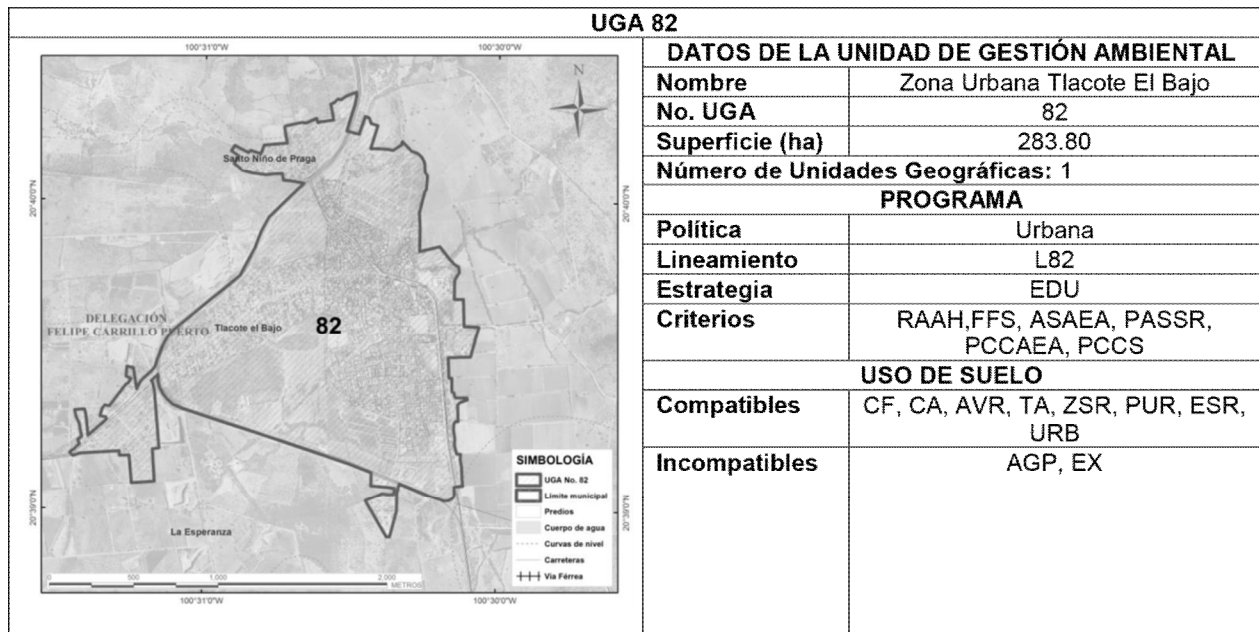 UGA 82
100°31'0"W
100°30'0"W
N
Santo Niño de Praga
20°40'0"N
20°40'0"N
DELEGACIÓN
FELIPE CARRILLO PUERTO
Tlacote el Bajo
82
SIMBOLOGÍA
UGA No. 82
Limite municipal
Predios
Cuerpo de agua
Curvas de nivel
Carreteras
Via Férrea
20°39'0"N
20°39'0"N
La Esperanza
0 500 1,000 2,000
METROS
100°31'0"W
100°30'0"W
DATOS DE LA UNIDAD DE GESTIÓN AMBIENTAL
Nombre Zona Urbana Tlacote El Bajo
No. UGA 82
Superficie (ha) 283.80
Número de Unidades Geográficas: 1
PROGRAMA
Política Urbana
Lineamiento L82
Estrategia EDU
Criterios RAAH,FFS, ASAEA, PASSR,
PCCAEA, PCCS
USO DE SUELO
Compatibles CF, CA, AVR, TA, ZSR, PUR, ESR,
URB
Incompatibles AGP, EX